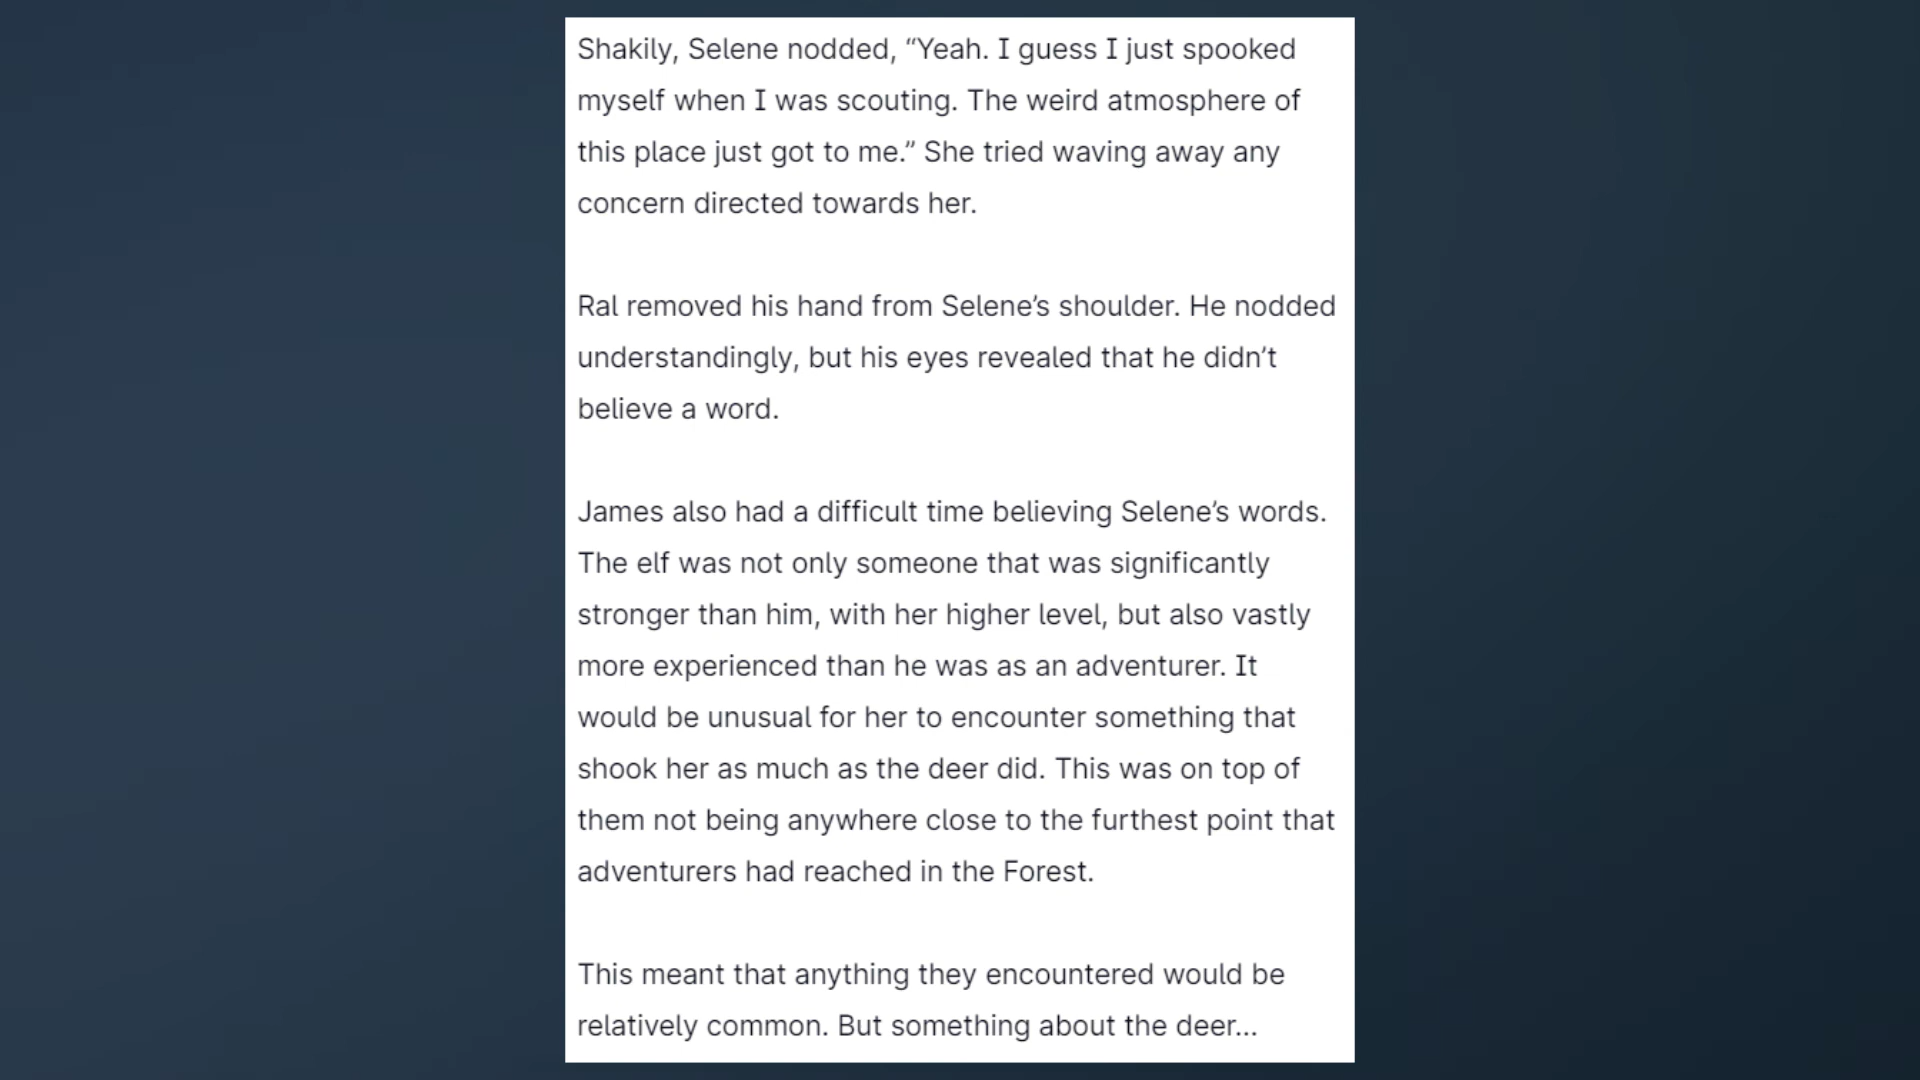 Shakily, Selene nodded, “Yeah. I guess I just spooked
myself when I was scouting. The weird atmosphere of
this place just got to me.” She tried waving away any
concern directed towards her.
Ral removed his hand from Selene’s shoulder. He nodded
understandingly, but his eyes revealed that he didn’t
believe a word.
James also had a difficult time believing Selene’s words.
The elf was not only someone that was significantly
stronger than him, with her higher level, but also vastly
more experienced than he was as an adventurer. It
would be unusual for her to encounter something that
shook her as much as the deer did. This was on top of
them not being anywhere close to the furthest point that
adventurers had reached in the Forest.
This meant that anything they encountered would be
relatively common. But something about the deer...